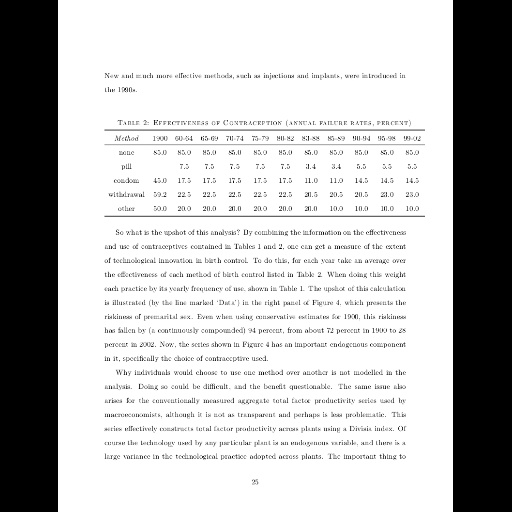 New and much more effective methods, such as injections and implants, were introduced in
the 1990s.
Table 2: Effectiveness of Contraception (annual failure rates, percent)
Method 1900 60-64 65-69 70-74 75-79 80-82 83-88 85-89 90-94 95-98 99-02
none 85.0 85.0 85.0 85.0 85.0 85.0 85.0 85.0 85.0 85.0 85.0
pill 7.5 7.5 7.5 7.5 7.5 3.4 3.4 5.5 5.5 5.5
condom 45.0 17.5 17.5 17.5 17.5 17.5 11.0 11.0 14.5 14.5 14.5
withdrawal 59.2 22.5 22.5 22.5 22.5 22.5 20.5 20.5 20.5 23.0 23.0
other 50.0 20.0 20.0 20.0 20.0 20.0 20.0 10.0 10.0 10.0 10.0
So what is the upshot of this analysis? By combining the information on the effectiveness
and use of contraceptives contained in Tables 1 and 2, one can get a measure of the extent
of technological innovation in birth control. To do this, for each year take an average over
the effectiveness of each method of birth control listed in Table 2. When doing this weight
each practice by its yearly frequency of use, shown in Table 1. The upshot of this calculation
is illustrated (by the line marked 'Data') in the right panel of Figure 4, which presents the
riskiness of premarital sex. Even when using conservative estimates for 1900, this riskiness
has fallen by (a continuously compounded) 94 percent, from about 72 percent in 1900 to 28
percent in 2002. Now, the series shown in Figure 4 has an important endogenous component
in it, specifically the choice of contraceptive used.
Why individuals would choose to use one method over another is not modelled in the
analysis. Doing so could be difficult, and the benefit questionable. The same issue also
arises for the conventionally measured aggregate total factor productivity series used by
macroeconomists, although it is not as transparent and perhaps is less problematic. This
series effectively constructs total factor productivity across plants using a Divisia index. Of
course the technology used by any particular plant is an endogenous variable, and there is a
large variance in the technological practice adopted across plants. The important thing to
25